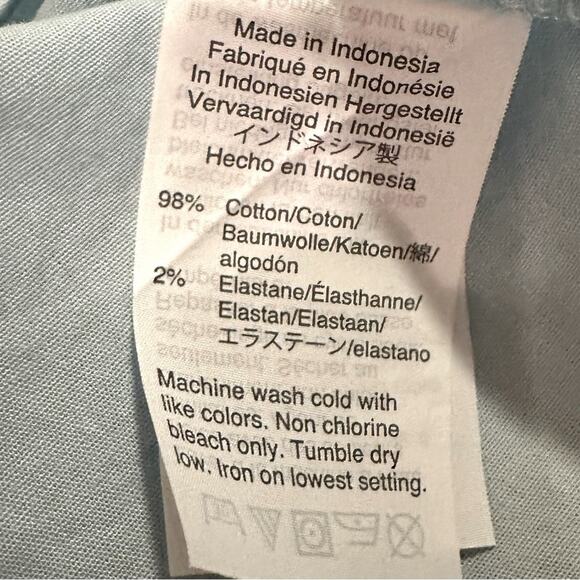 Made in Indonesia
Fabriqué en Indonésie
In Indonesien Hergestellt
Vervaardigd in Indonesië
インドネシア製
Hecho en Indonesia
98% Cotton/Coton/
Baumwolle/Katoen/綿/
algodón
2% Elastane/Élasthanne/
Elastan/Elastaan/
エラステーン/elastano
Machine wash cold with
like colors. Non chlorine
bleach only. Tumble dry
low. Iron on lowest setting.